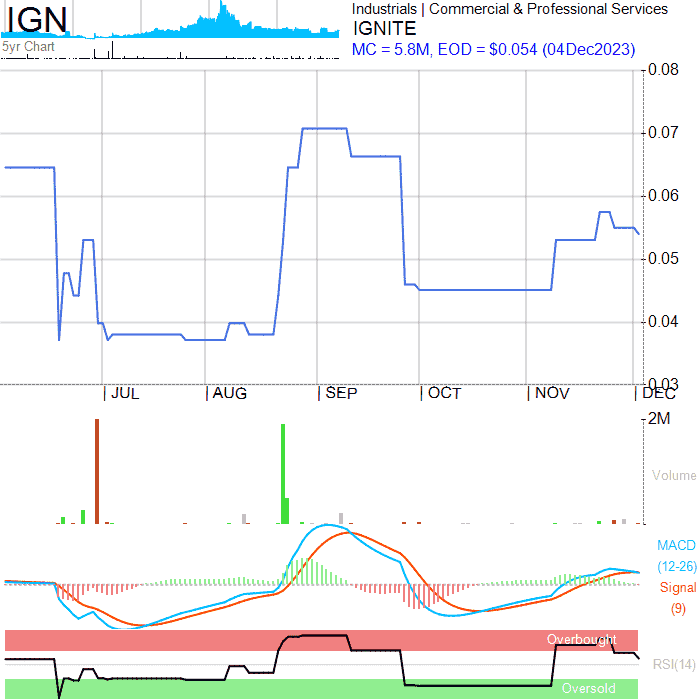 IGN
5yr Chart
Industrials | Commercial & Professional Services
IGNITE
MC = 5.8M, EOD = $0.054 (04Dec2023)
0.08
0.07
0.06
0.05
0.04
0.03
JUL AUG SEP OCT NOV DEC
2M
Volume
MACD
(12-26)
Signal
(9)
Overbought
RSI(14)
Oversold